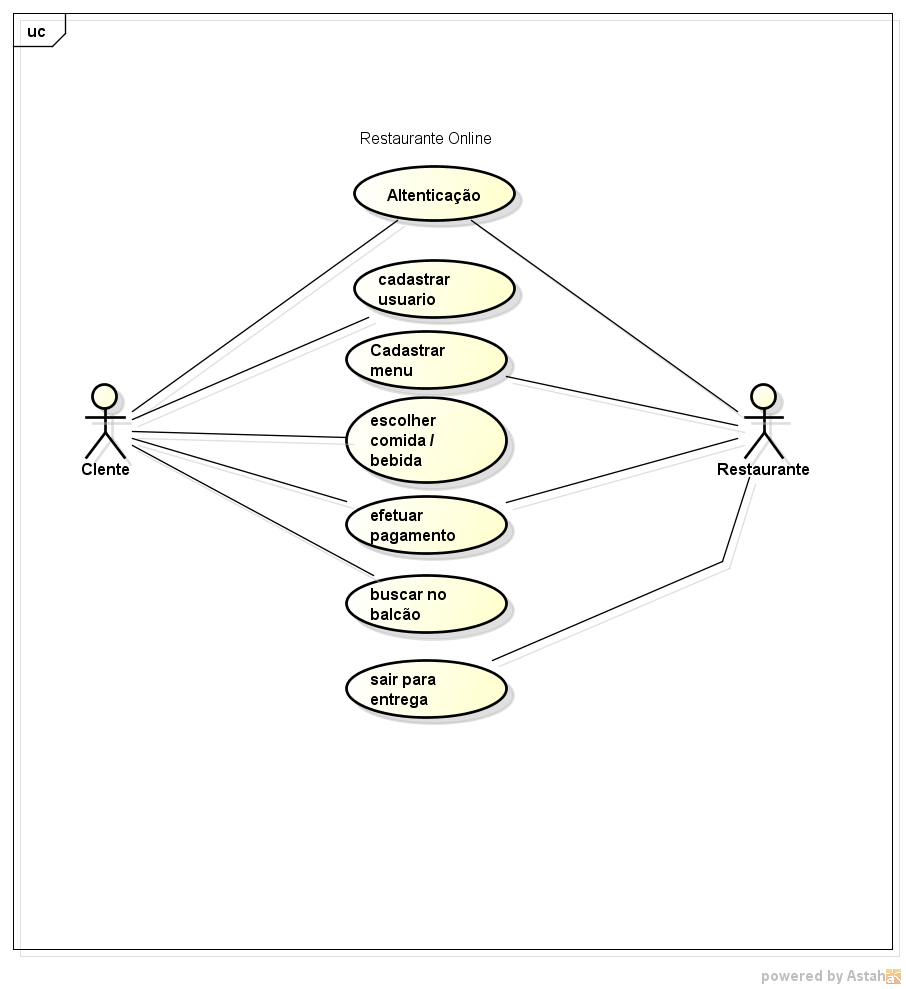 uc
Restaurante Online
Altenticação
cadastrar
usuario
Cadastrar
menu
escolher
comida /
bebida
Clente
Restaurante
efetuar
pagamento
buscar no
balcão
sair para
entrega
powered by Astah